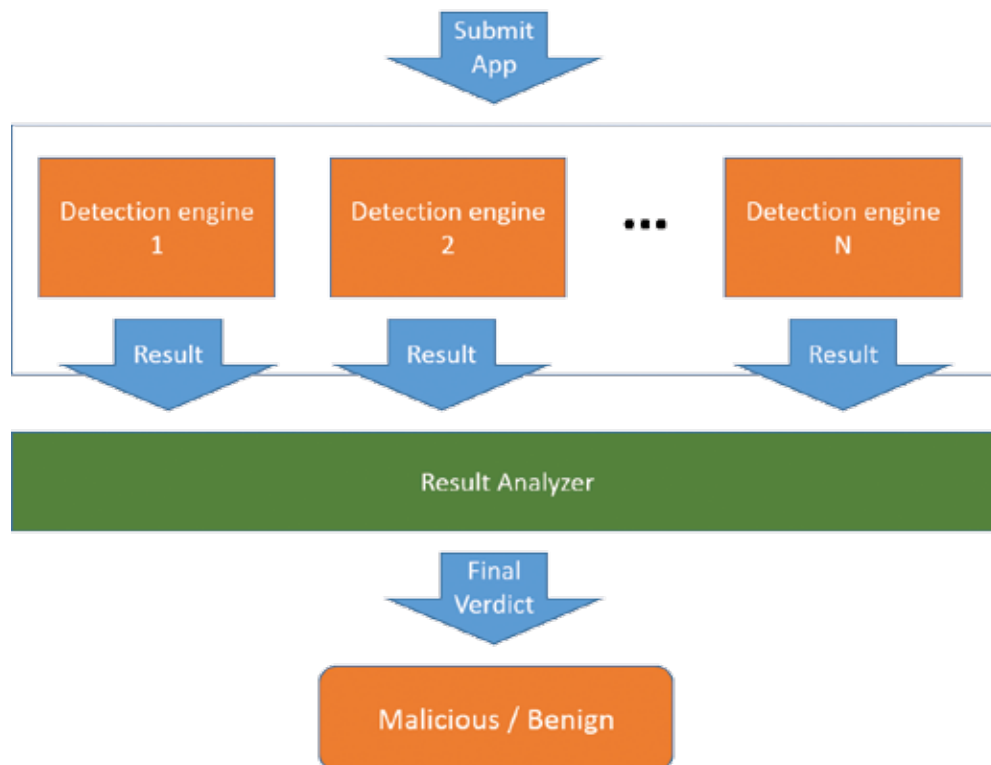 Submit
App
Detection engine
1
Detection engine
2
...
Detection engine
N
Result
Result
Result
Result Analyzer
Final
Verdict
Malicious / Benign